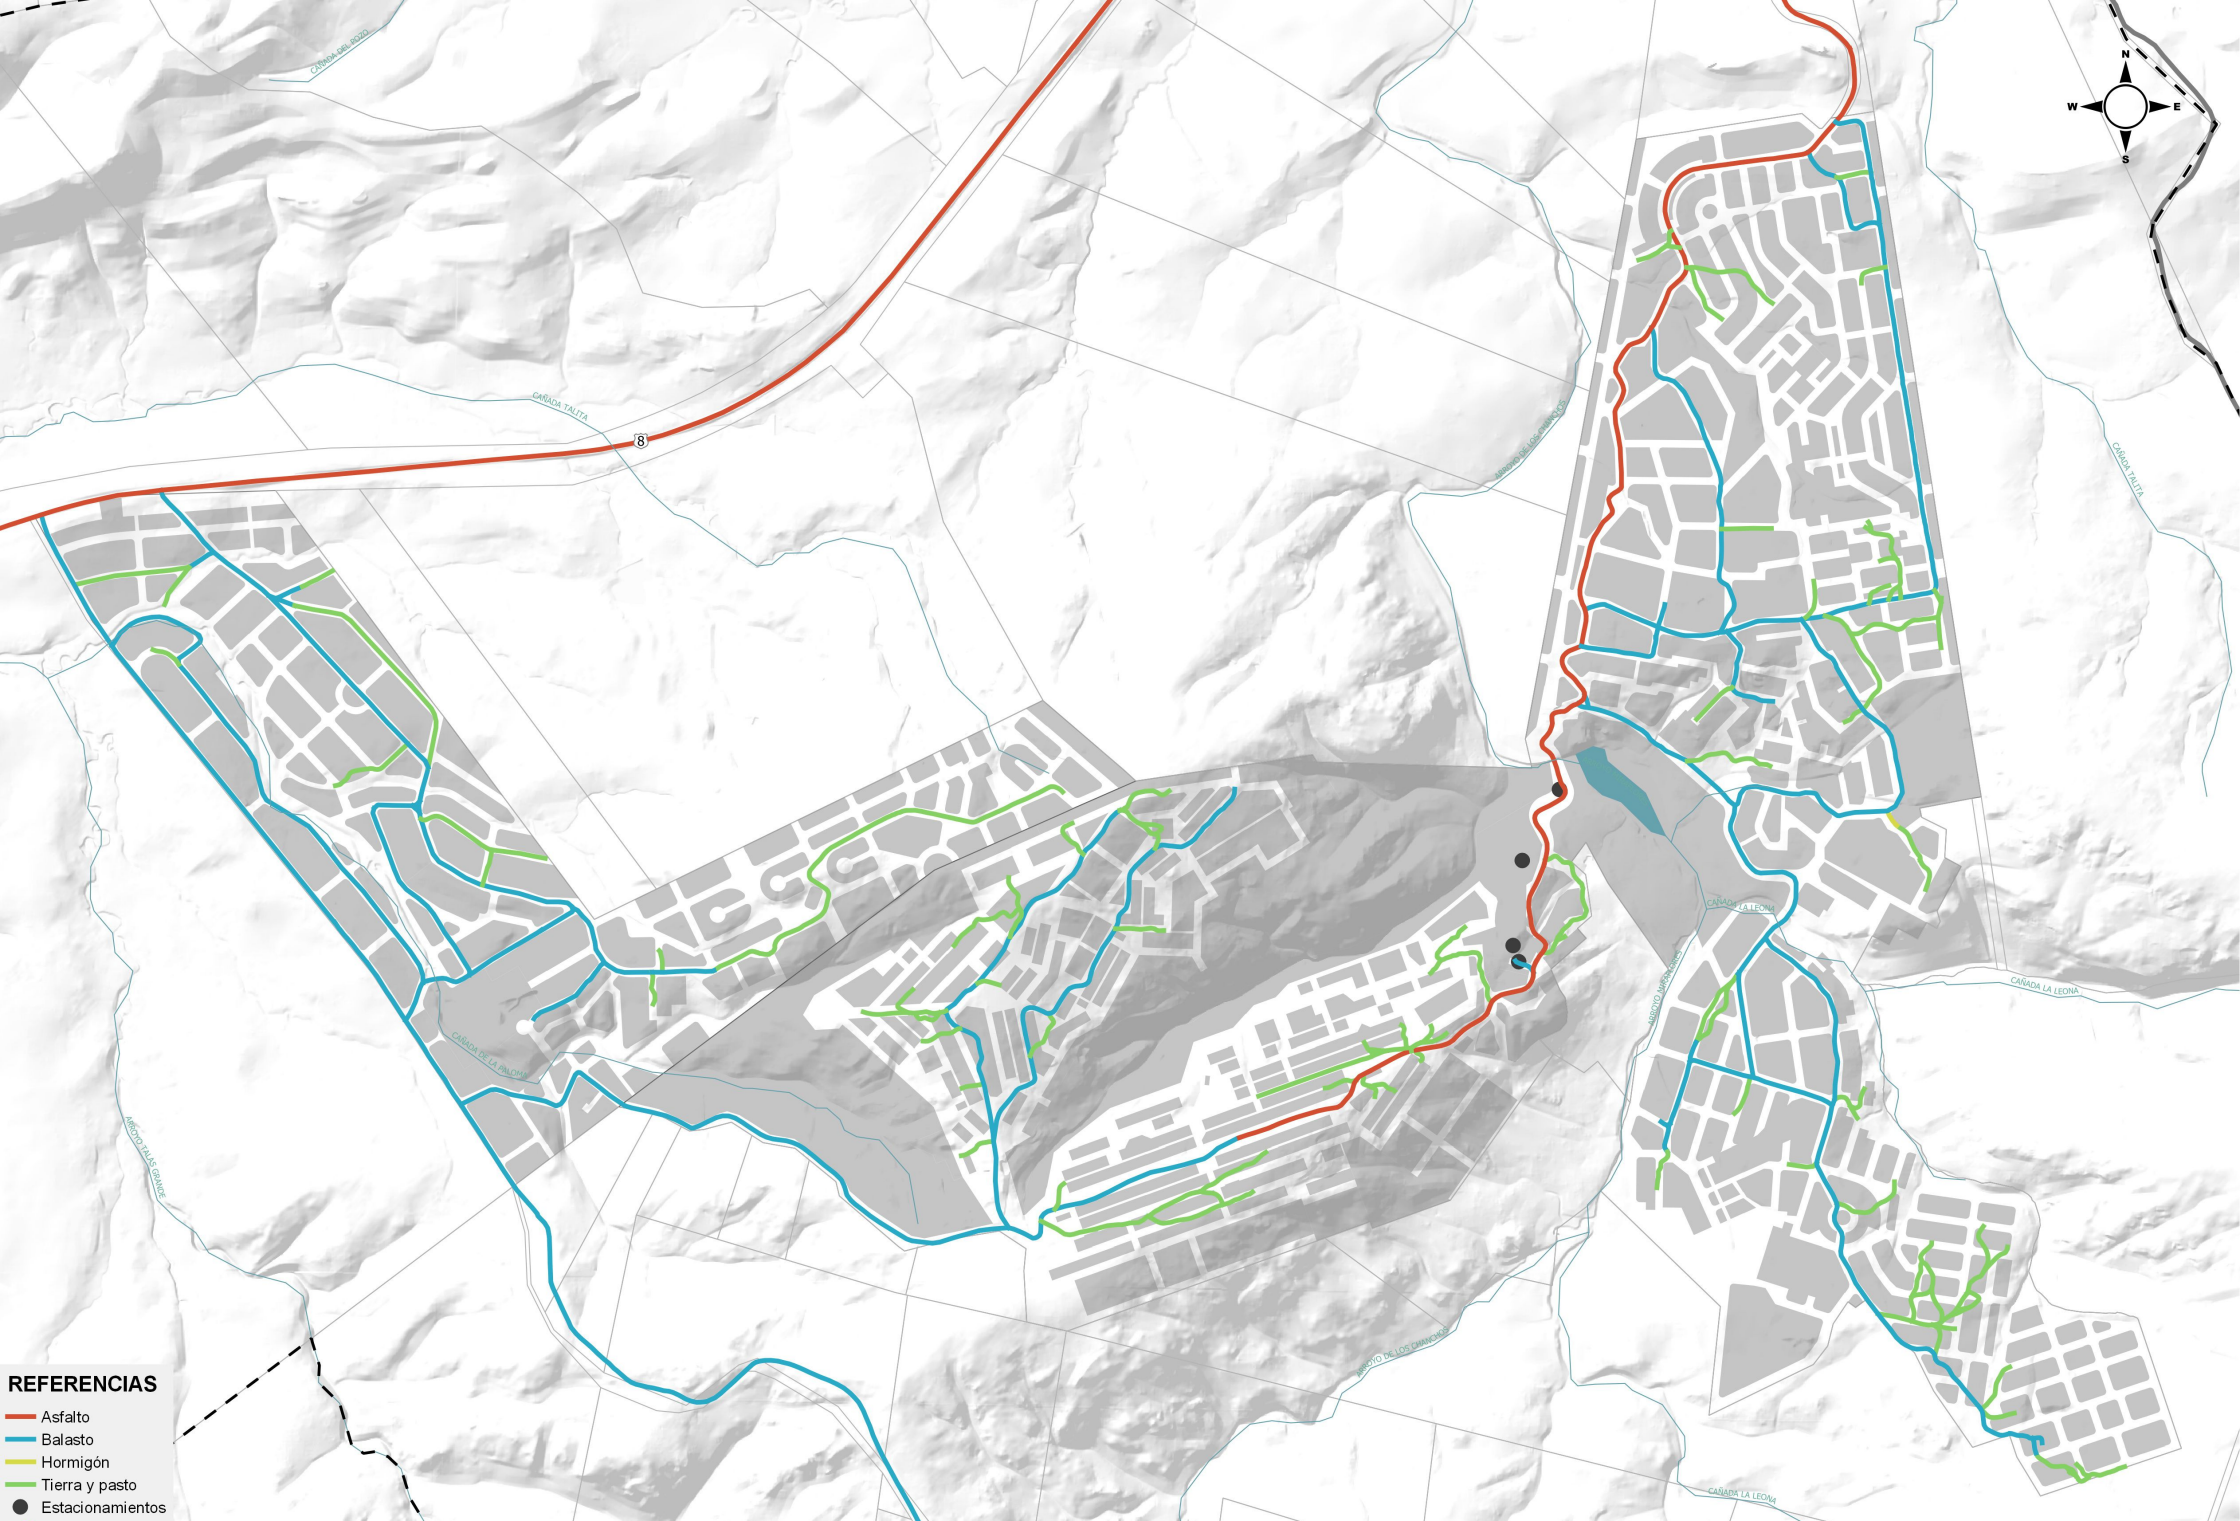 CAÑADA DEL POZO
N
W
E
S
CAÑADA TALITA
8
ARROYO DE LOS CHANCHOS
CAÑADA TALITA
CAÑADA LA LEONA
CAÑADA LA LEONA
ARROYO
CAÑADA DE LA PALOMA
ARROYO TALAS GRANDE
ARROYO DE LOS CHANCHOS
CAÑADA LA LEONA
REFERENCIAS
Asfalto
Balasto
Hormigón
Tierra y pasto
Estacionamientos